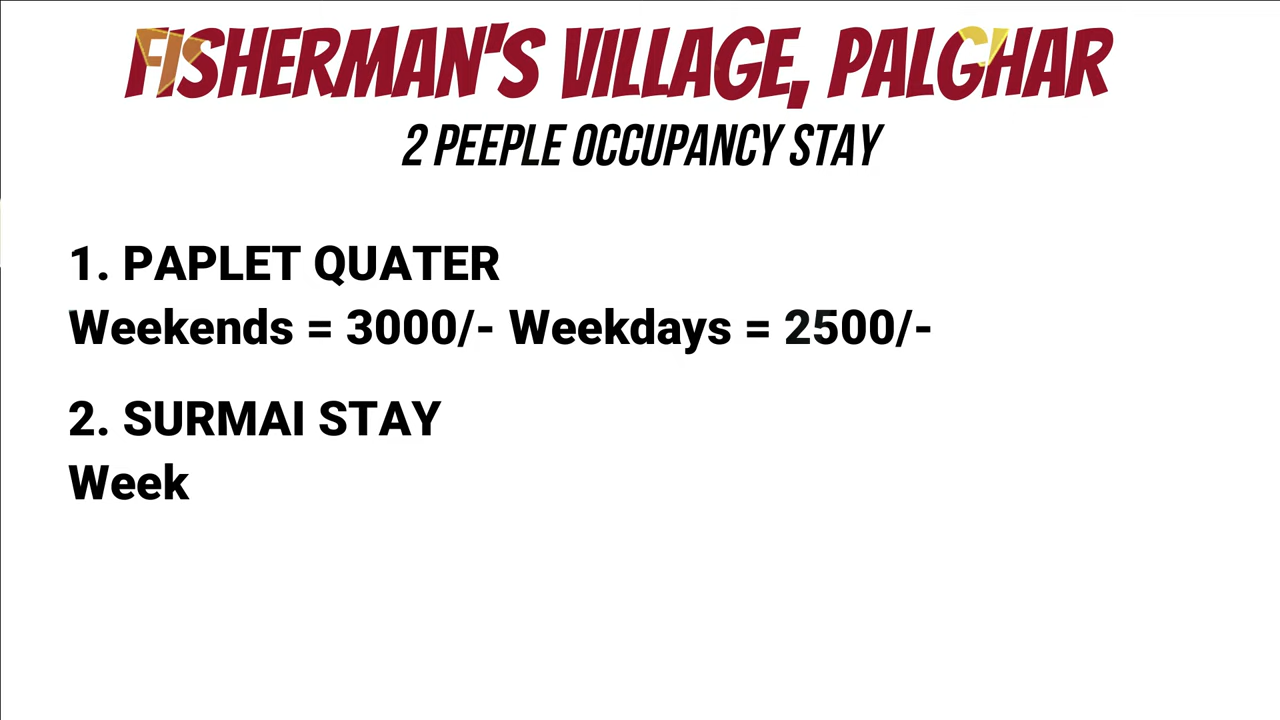 FISHERMAN'S VILLAGE, PALGHAR
2 PEEPLE OCCUPANCY STAY
1. PAPLET QUATER
Weekends = 3000/- Weekdays = 2500/-
2. SURMAI STAY
Week